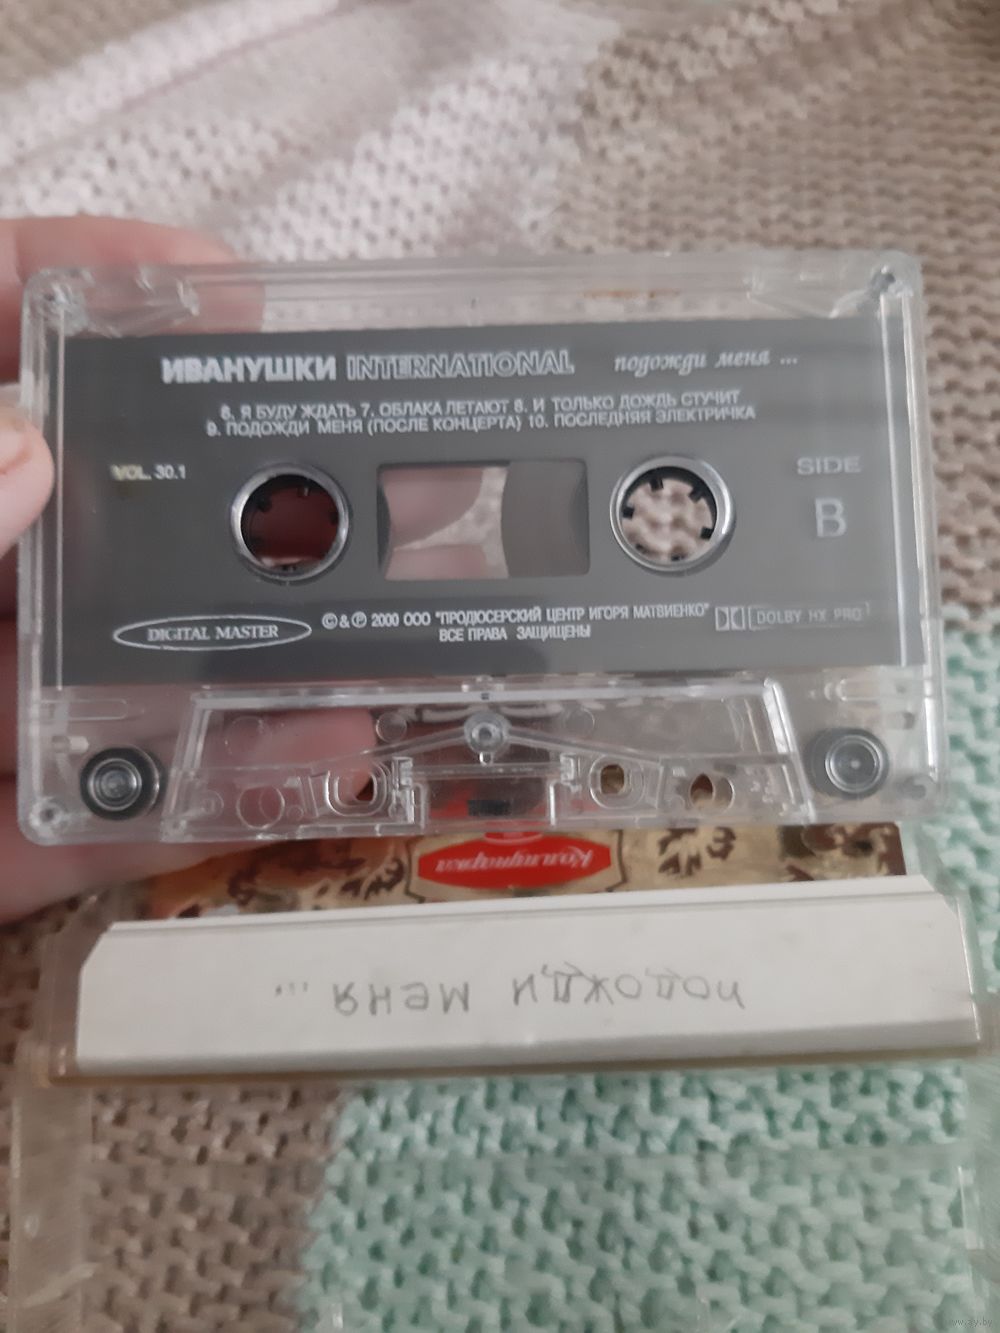 ИВАНУШКИ INTERNATIONAL подожди меня ...
6. Я БУДУ ЖДАТЬ 7. ОБЛАКА ЛЕТАЮТ 8. И ТОЛЬКО ДОЖДЬ СТУЧИТ
9. ПОДОЖДИ МЕНЯ (ПОСЛЕ КОНЦЕРТА) 10. ПОСЛЕДНЯЯ ЭЛЕКТРИЧКА
VOL. 30.1
SIDE
B
DIGITAL MASTER
©&℗ 2000 ООО "ПРОДЮСЕРСКИЙ ЦЕНТР ИГОРЯ МАТВИЕНКО"
ВСЕ ПРАВА ЗАЩИЩЕНЫ
DOLBY HX PRO
Коммунарка
подожди меня ...